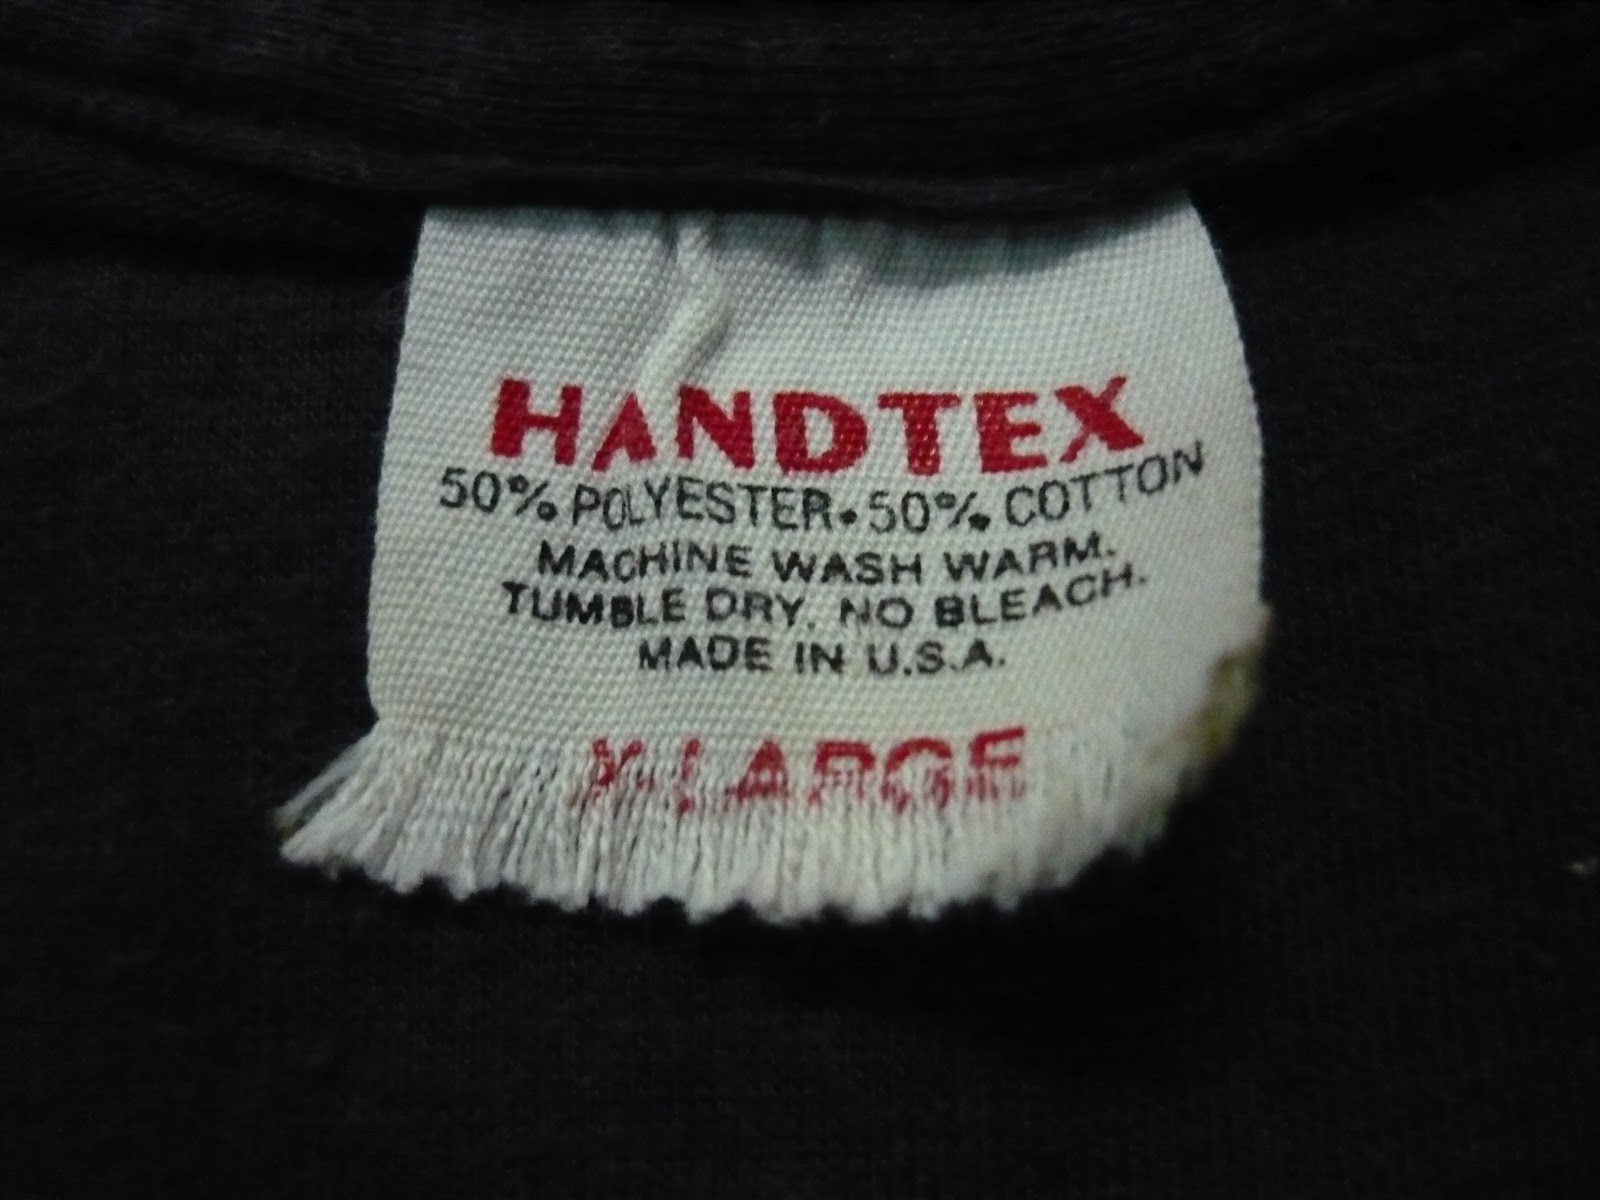 HANDTEX
50% POLYESTER • 50% COTTON
MACHINE WASH WARM.
TUMBLE DRY. NO BLEACH.
MADE IN U.S.A.
X-LARGE